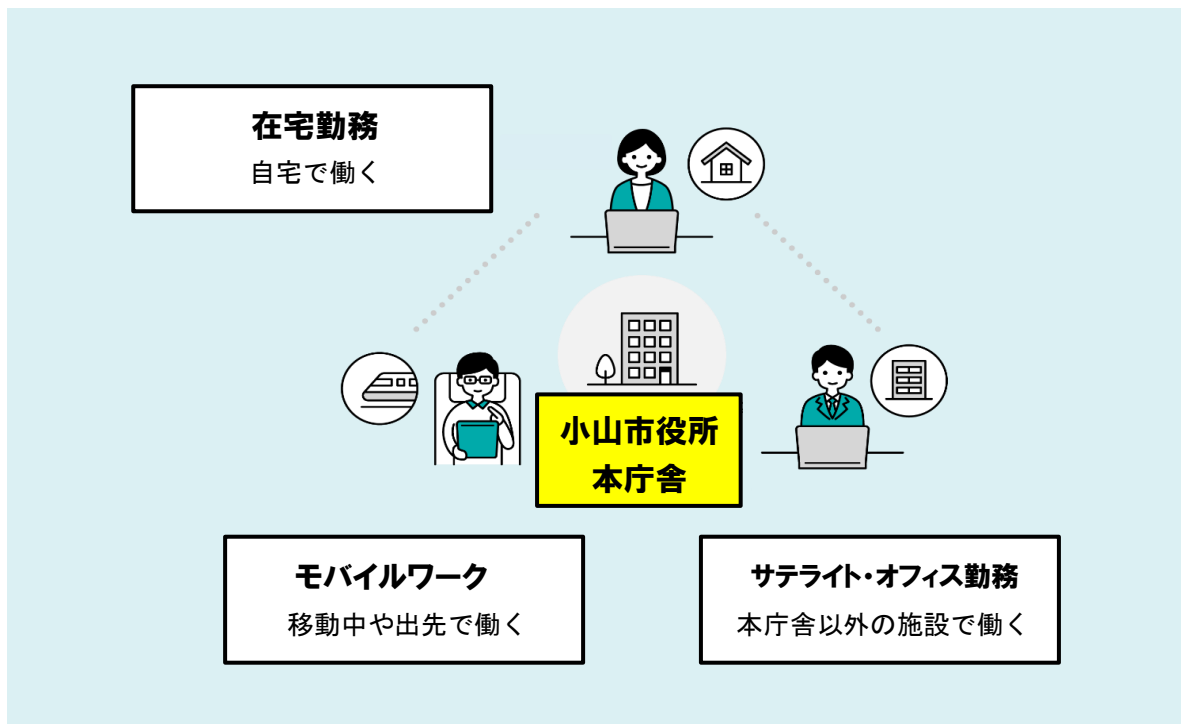 在宅勤務
自宅で働く
小山市役所
本庁舎
モバイルワーク
移動中や出先で働く
サテライト・オフィス勤務
本庁舎以外の施設で働く